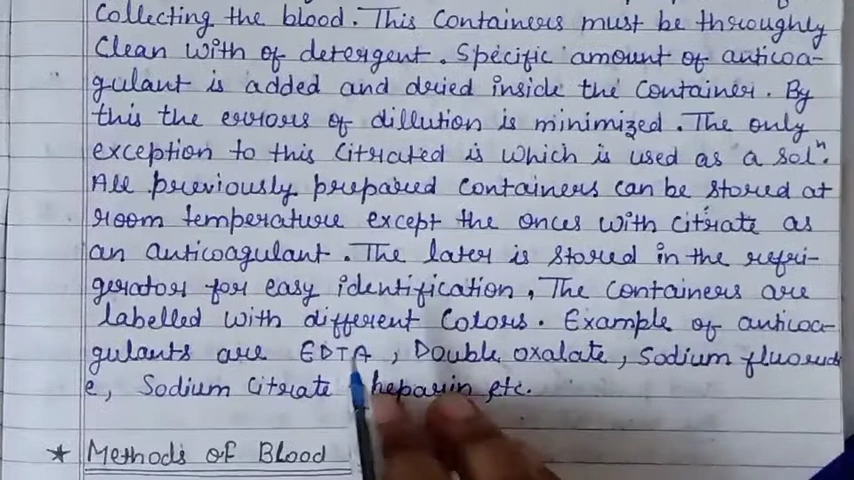 Collecting the blood. This Containers must be throughly
Clean with of detergent. Specific amount of anticoa-
gulant is added and dried inside the Container. By
this the errors of dillution is minimized. The only
exception to this Citrated is which is used as a solⁿ.
All previously prepared containers can be stored at
room temperature except the onces with citrate as
an anticoagulant. The later is stored in the refri-
gerators for easy identification, The containers are
labelled with different Colors. Example of anticoa-
gulants are EDTA, Double oxalate, Sodium fluorid
e, Sodium Citrate heparin etc.
* Methods of Blood